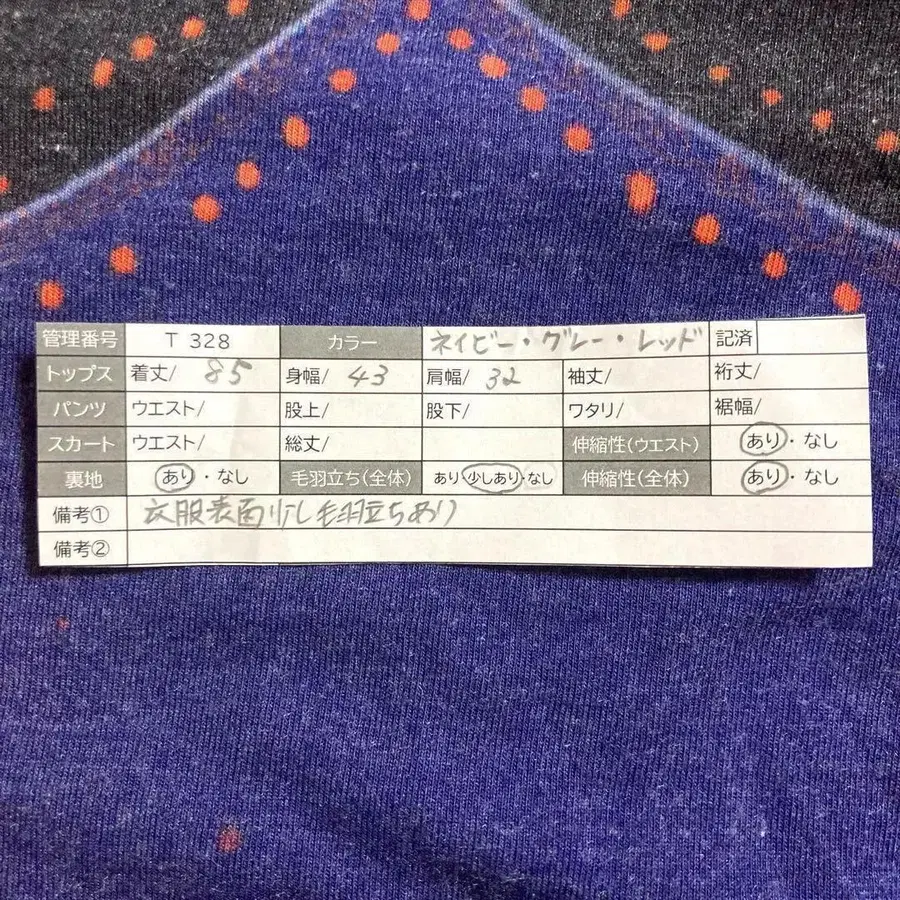 管理番号 T 328 カラー ネイビー・グレー・レッド 記済
トップス 着丈/ 85 身幅/ 43 肩幅/ 32 袖丈/ 裄丈/
パンツ ウエスト/ 股上/ 股下/ ワタリ/ 裾幅/
スカート ウエスト/ 総丈/ 伸縮性(ウエスト) あり・なし
裏地 あり・なし 毛羽立ち(全体) あり・少しあり・なし 伸縮性(全体) あり・なし
備考① 衣服表面少し毛羽立ちあり
備考②